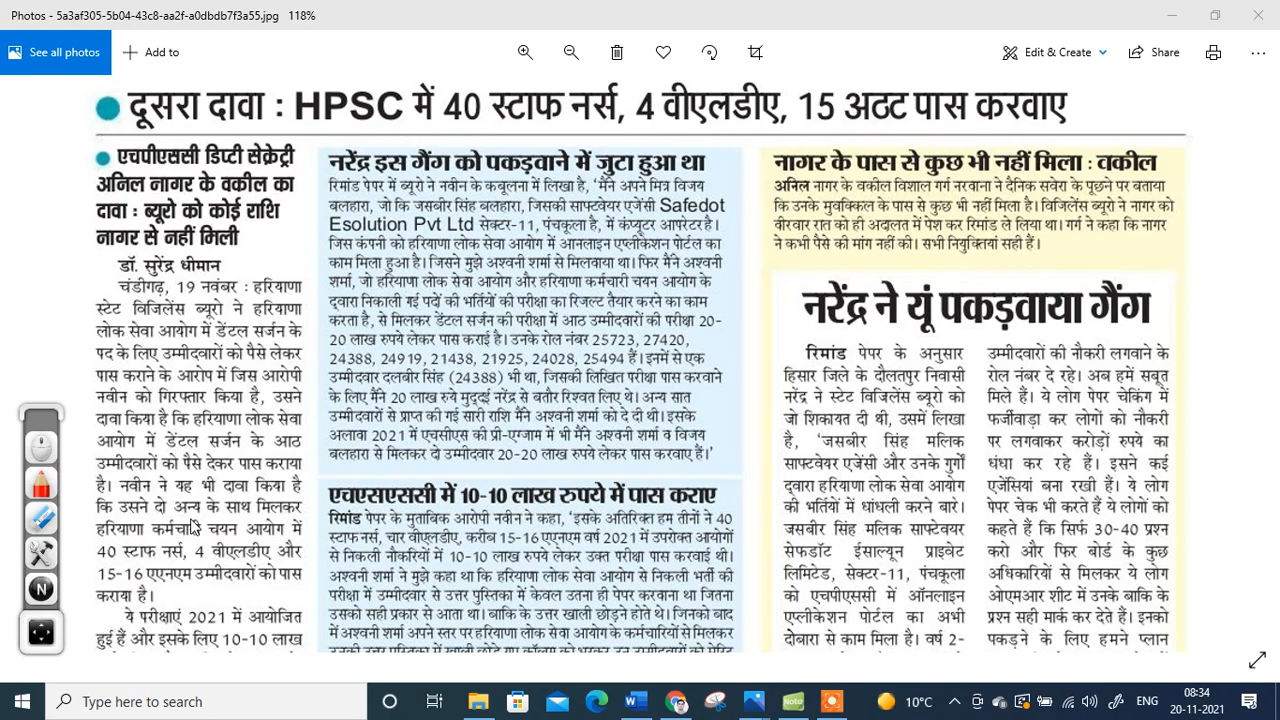 Photos - 5a3af305-5b04-43c8-aa2f-a0dbdb7f3a55.jpg   118%
See all photos
Add to
Edit & Create
Share
दूसरा दावा : HPSC में 40 स्टाफ नर्स, 4 वीएलडीए, 15 अठट पास करवाए
एचपीएससी डिप्टी सेक्रेट्री
अनिल नागर के वकील का
दावा : ब्यूरो को कोई राशि
नागर से नहीं मिली
डॉ. सुरेंद्र धीमान
चंडीगढ़, 19 नवंबर : हरियाणा
स्टेट विजिलेंस ब्यूरो ने हरियाणा
लोक सेवा आयोग में डेंटल सर्जन के
पद के लिए उम्मीदवारों को पैसे लेकर
पास कराने के आरोप में जिस आरोपी
नवीन को गिरफ्तार किया है, उसने
दावा किया है कि हरियाणा लोक सेवा
आयोग में डेंटल सर्जन के आठ
उम्मीदवारों को पैसे देकर पास कराया
है। नवीन ने यह भी दावा किया है
कि उसने दो अन्य के साथ मिलकर
हरियाणा कर्मचारी चयन आयोग में
40 स्टाफ नर्स, 4 वीएलडीए और
15-16 एएनएम उम्मीदवारों को पास
कराया है।
ये परीक्षाएं 2021 में आयोजित
हुई हैं और इसके लिए 10-10 लाख
नरेंद्र इस गैंग को पकड़वाने में जुटा हुआ था
रिमांड पेपर में ब्यूरो ने नवीन के कबूलना में लिखा है, ‘मैंने अपने मित्र विजय
बलहारा, जो कि जसबीर सिंह बलहारा, जिसकी साफ्टवेयर एजेंसी Safedot
Esolution Pvt Ltd सेक्टर-11, पंचकूला है, में कंप्यूटर आपरेटर है।
जिस कंपनी को हरियाणा लोक सेवा आयोग में आनलाइन एप्लीकेशन पोर्टल का
काम मिला हुआ है। जिसने मुझे अश्वनी शर्मा से मिलवाया था। फिर मैंने अश्वनी
शर्मा, जो हरियाणा लोक सेवा आयोग और हरियाणा कर्मचारी चयन आयोग के
द्वारा निकाली गई पदों की भर्तियों की परीक्षा का रिजल्ट तैयार करने का काम
करता है, से मिलकर डेंटल सर्जन की परीक्षा में आठ उम्मीदवारों की परीक्षा 20-
20 लाख रुपये लेकर पास कराई है। उनके रोल नंबर 25723, 27420,
24388, 24919, 21438, 21925, 24028, 25494 हैं। इनमें से एक
उम्मीदवार दलबीर सिंह (24388) भी था, जिसकी लिखित परीक्षा पास करवाने
के लिए मैंने 20 लाख रुपये मुद्दई नरेंद्र से बतौर रिश्वत लिए थे। अन्य सात
उम्मीदवारों से प्राप्त की गई सारी राशि मैंने अश्वनी शर्मा को दे दी थी। इसके
अलावा 2021 में एचसीएस की प्री-एग्जाम में भी मैंने अश्वनी शर्मा व विजय
बलहारा से मिलकर दो उम्मीदवार 20-20 लाख रुपये लेकर पास करवाए हैं।’
एचएसएससी में 10-10 लाख रुपये में पास कराए
रिमांड पेपर के मुताबिक आरोपी नवीन ने कहा, ‘इसके अतिरिक्त हम तीनों ने 40
स्टाफ नर्स, चार वीएलडीए, करीब 15-16 एएनएम वर्ष 2021 में उपरोक्त आयोगों
से निकली नौकरियों में 10-10 लाख रुपये लेकर उक्त परीक्षा पास करवाई थी।
अश्वनी शर्मा ने मुझे कहा था कि हरियाणा लोक सेवा आयोग से निकली भर्ती की
परीक्षा में उम्मीदवार से उत्तर पुस्तिका में केवल उतना ही पेपर करवाना था जितना
उसको सही प्रकार से आता था। बाकि के उत्तर खाली छोड़ने होते थे। जिनको बाद
में अश्वनी शर्मा अपने स्तर पर हरियाणा लोक सेवा आयोग के कर्मचारियों से मिलकर
उनकी उत्तर पुस्तिका में खाली छोड़े गए कॉलम को भरकर उन उम्मीदवारों को मेरिट
नागर के पास से कुछ भी नहीं मिला : वकील
अनिल नागर के वकील विशाल गर्ग नरवाना ने दैनिक सवेरा के पूछने पर बताया
कि उनके मुवक्किल के पास से कुछ भी नहीं मिला है। विजिलेंस ब्यूरो ने नागर को
वीरवार रात को ही अदालत में पेश कर रिमांड ले लिया था। गर्ग ने कहा कि नागर
ने कभी पैसे की मांग नहीं की। सभी नियुक्तियां सही हैं।
नरेंद्र ने यूं पकड़वाया गैंग
रिमांड पेपर के अनुसार
हिसार जिले के दौलतपुर निवासी
नरेंद्र ने स्टेट विजिलेंस ब्यूरो को
जो शिकायत दी थी, उसमें लिखा
है, ‘जसबीर सिंह मलिक
साफ्टवेयर एजेंसी और उनके गुर्गों
द्वारा हरियाणा लोक सेवा आयोग
की भर्तियों में धांधली करने बारे।
जसबीर सिंह मलिक साफ्टवेयर
सेफडॉट ईसाल्यून प्राइवेट
लिमिटेड, सेक्टर-11, पंचकूला
को एचपीएससी में ऑनलाइन
एप्लीकेशन पोर्टल का अभी
दोबारा से काम मिला है। वर्ष 2-
उम्मीदवारों की नौकरी लगवाने के
रोल नंबर दे रहे। अब हमें सबूत
मिले हैं। ये लोग पेपर चेकिंग में
फर्जीवाड़ा कर लोगों को नौकरी
पर लगवाकर करोड़ों रुपये का
धंधा कर रहे हैं। इसने कई
एजेंसियां बना रखी हैं। ये लोग
पेपर चेक भी करते हैं ये लोगों को
कहते हैं कि सिर्फ 30-40 प्रश्न
करो और फिर बोर्ड के कुछ
अधिकारियों से मिलकर ये लोग
ओएमआर शीट में उनके बाकि के
प्रश्न सही मार्क कर देते हैं। इनको
पकड़ने के लिए हमने प्लान
N
Type here to search
Note
10°C
ENG
08:34
20-11-2021